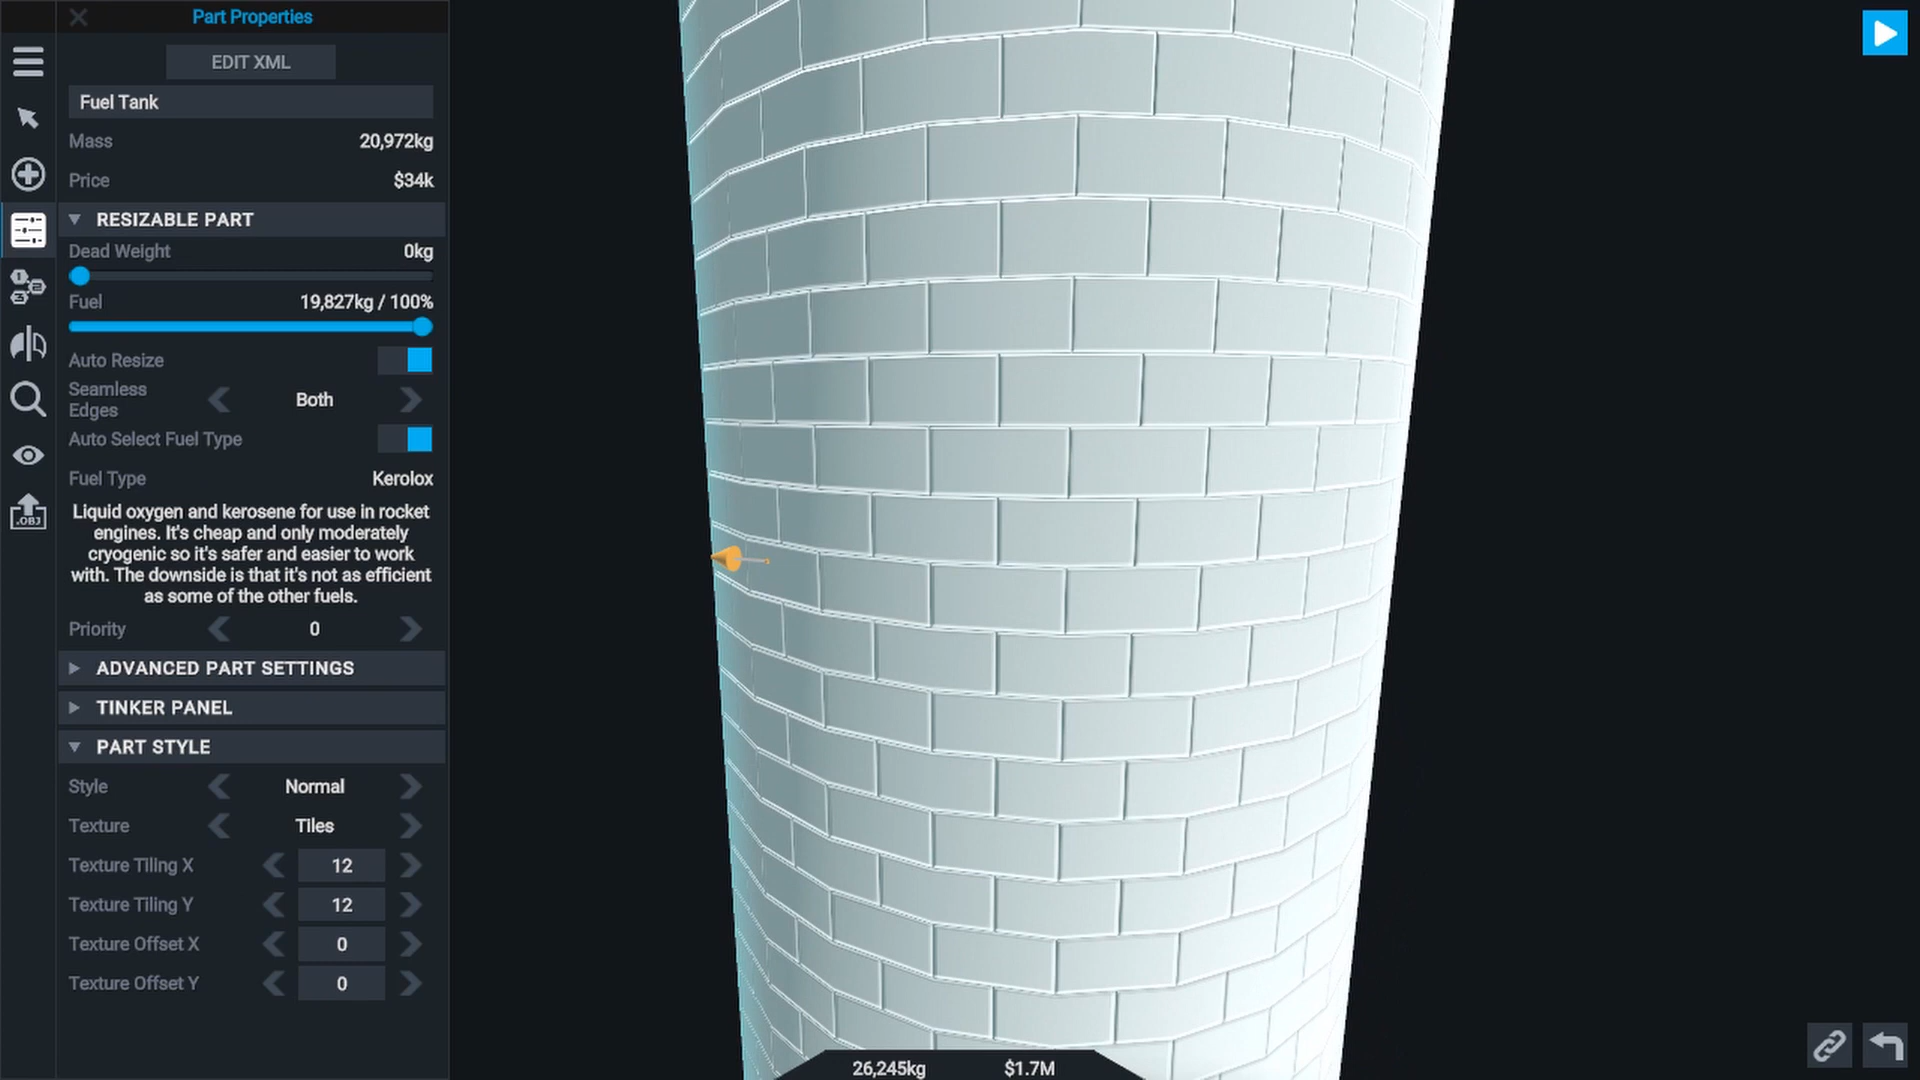 Part Properties
EDIT XML
Fuel Tank
Mass 20,972kg
Price $34k
RESIZABLE PART
Dead Weight 0kg
Fuel 19,827kg / 100%
Auto Resize
Seamless
Edges
Both
Auto Select Fuel Type
Fuel Type Kerolox
Liquid oxygen and kerosene for use in rocket
engines. It's cheap and only moderately
cryogenic so it's safer and easier to work
with. The downside is that it's not as efficient
as some of the other fuels.
Priority 0
ADVANCED PART SETTINGS
TINKER PANEL
PART STYLE
Style Normal
Texture Tiles
Texture Tiling X 12
Texture Tiling Y 12
Texture Offset X 0
Texture Offset Y 0
.OBJ
26,245kg $1.7M